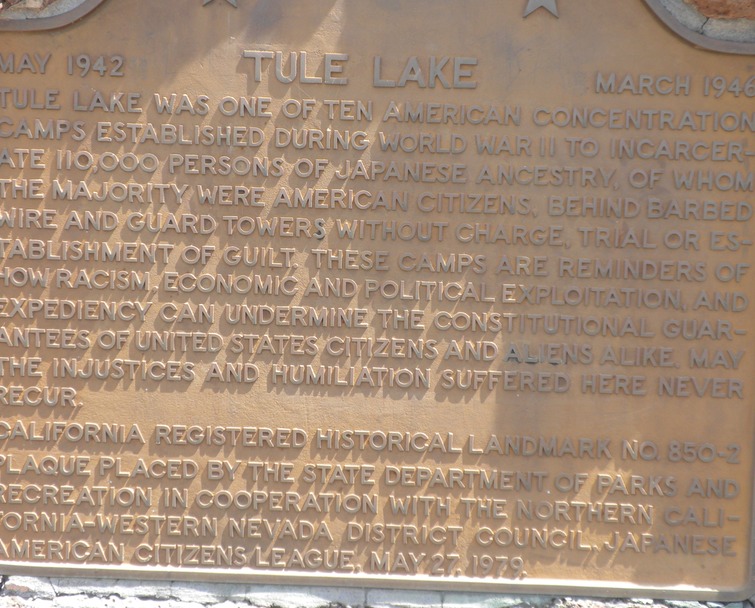 MAY 1942 TULE LAKE MARCH 1946
TULE LAKE WAS ONE OF TEN AMERICAN CONCENTRATION
CAMPS ESTABLISHED DURING WORLD WAR II TO INCARCER-
ATE 110,000 PERSONS OF JAPANESE ANCESTRY, OF WHOM
THE MAJORITY WERE AMERICAN CITIZENS, BEHIND BARBED
WIRE AND GUARD TOWERS WITHOUT CHARGE, TRIAL OR ES-
TABLISHMENT OF GUILT. THESE CAMPS ARE REMINDERS OF
HOW RACISM, ECONOMIC AND POLITICAL EXPLOITATION, AND
EXPEDIENCY CAN UNDERMINE THE CONSTITUTIONAL GUAR-
ANTEES OF UNITED STATES CITIZENS AND ALIENS ALIKE. MAY
THE INJUSTICES AND HUMILIATION SUFFERED HERE NEVER
RECUR.
CALIFORNIA REGISTERED HISTORICAL LANDMARK NO. 850-2
PLAQUE PLACED BY THE STATE DEPARTMENT OF PARKS AND
RECREATION IN COOPERATION WITH THE NORTHERN CALI-
FORNIA-WESTERN NEVADA DISTRICT COUNCIL, JAPANESE
AMERICAN CITIZENS LEAGUE, MAY 27, 1979.